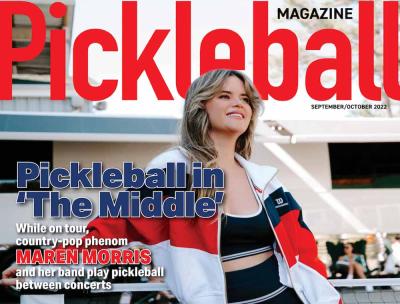 Pickleball
MAGAZINE
SEPTEMBER/OCTOBER 2022
Pickleball in
‘The Middle’
While on tour,
country-pop phenom
MAREN MORRIS
and her band play pickleball
between concerts